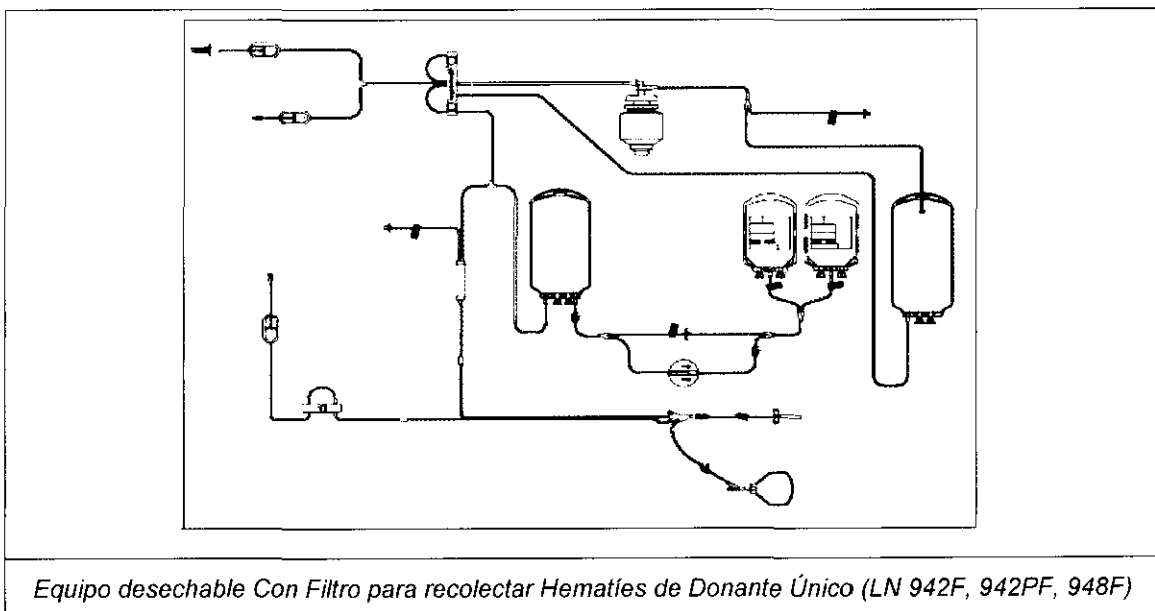 Equipo desechable Con Filtro para recolectar Hematíes de Donante Único (LN 942F, 942PF, 948F)